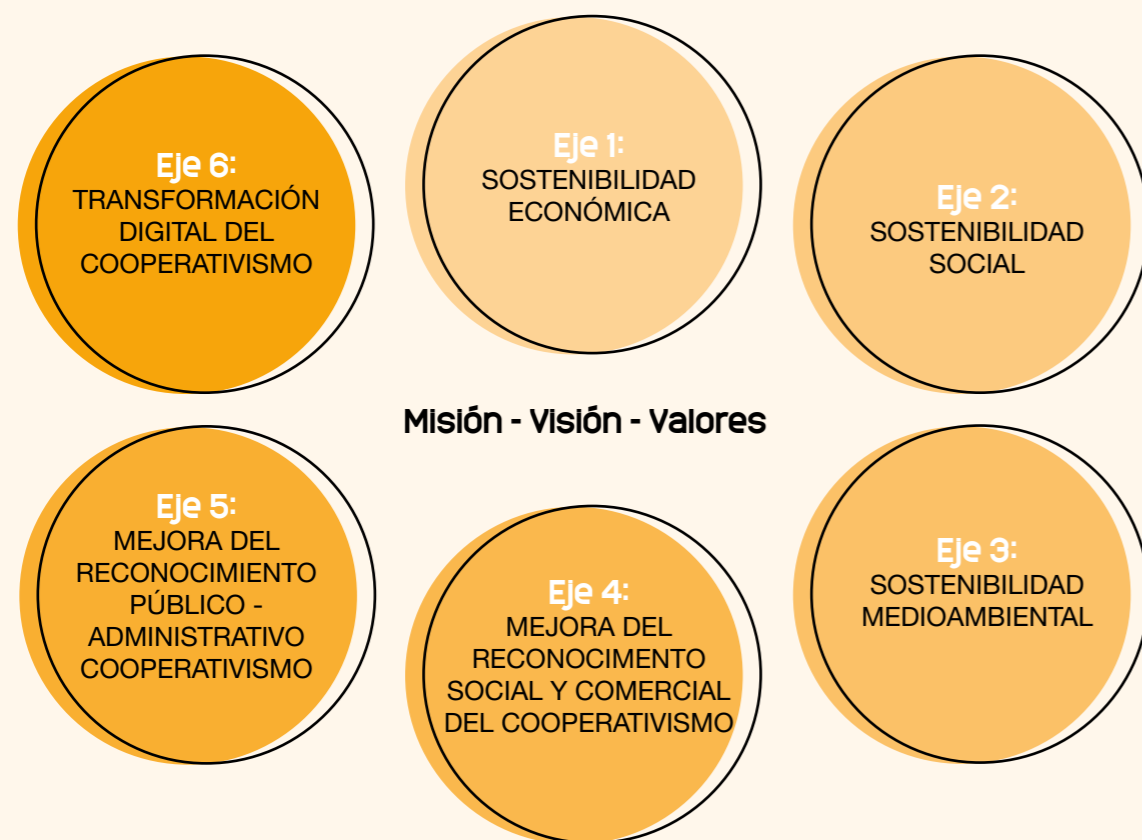 Eje 1:
SOSTENIBILIDAD
ECONÓMICA
Eje 2:
SOSTENIBILIDAD
SOCIAL
Eje 3:
SOSTENIBILIDAD
MEDIOAMBIENTAL
Eje 4:
MEJORA DEL
RECONOCIMENTO
SOCIAL Y COMERCIAL
DEL COOPERATIVISMO
Eje 5:
MEJORA DEL
RECONOCIMIENTO
PÚBLICO -
ADMINISTRATIVO
COOPERATIVISMO
Eje 6:
TRANSFORMACIÓN
DIGITAL DEL
COOPERATIVISMO
Misión - Visión - Valores